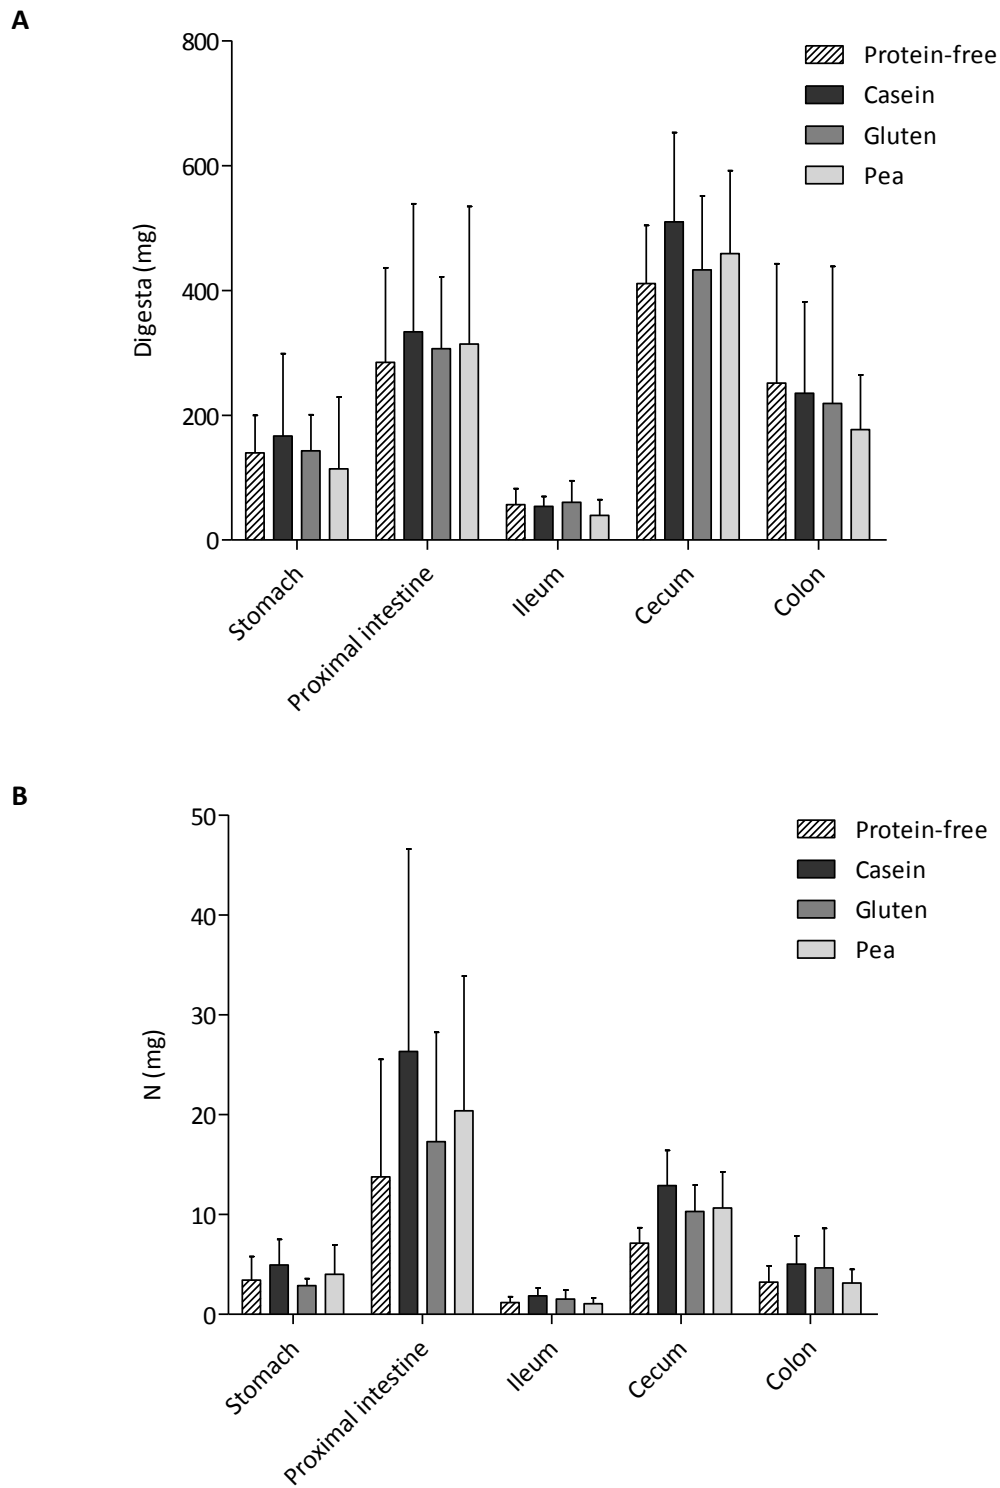 A
800
600
400
200
0
Digesta (mg)
Protein-free
Casein
Gluten
Pea
Stomach
Proximal intestine
Ileum
Cecum
Colon
B
50
40
30
20
10
0
N (mg)
Protein-free
Casein
Gluten
Pea
Stomach
Proximal intestine
Ileum
Cecum
Colon